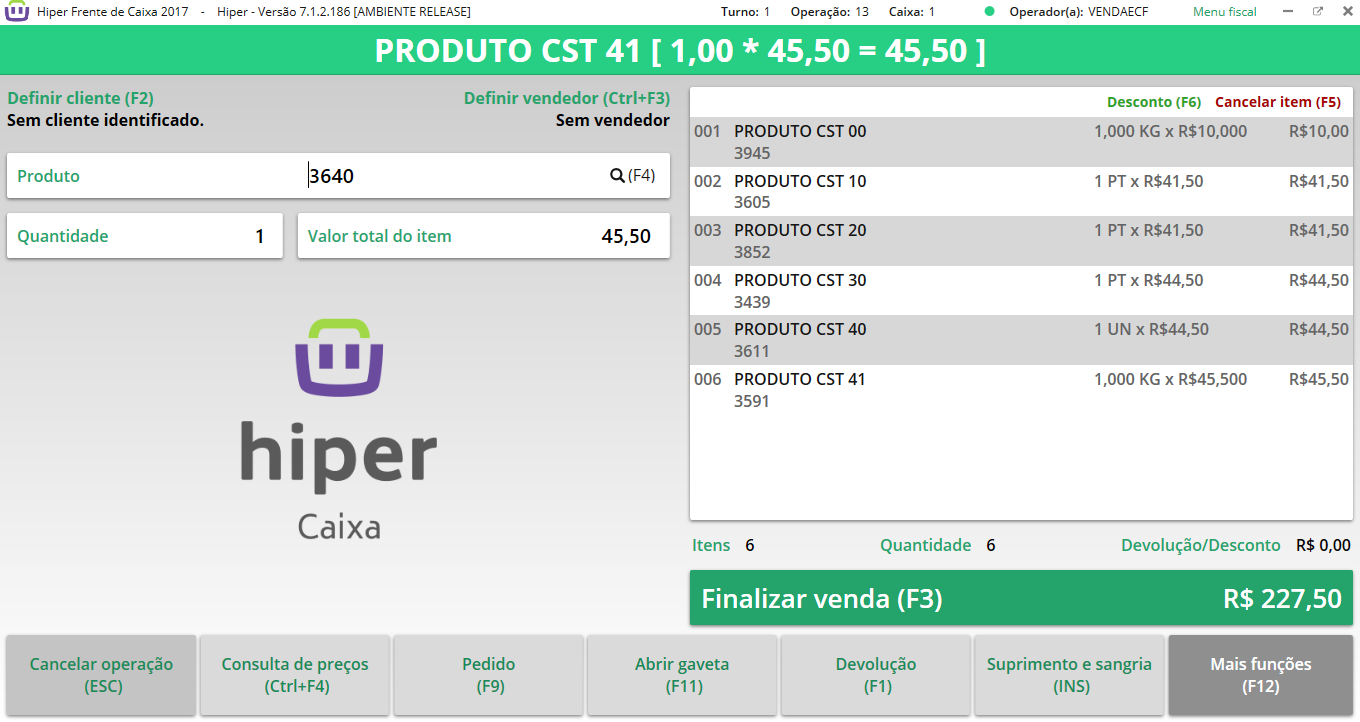 Hiper Frente de Caixa 2017 - Hiper - Versão 7.1.2.186 [AMBIENTE RELEASE] Turno: 1 Operação: 13 Caixa: 1 Operador(a): VENDAECF Menu fiscal
PRODUTO CST 41 [ 1,00 * 45,50 = 45,50 ]
Definir cliente (F2) Definir vendedor (Ctrl+F3)
Sem cliente identificado. Sem vendedor
Produto 3640 (F4)
Quantidade 1 Valor total do item 45,50
hiper
Caixa
Desconto (F6) Cancelar item (F5)
001 PRODUTO CST 00 1,000 KG x R$10,000 R$10,00
3945
002 PRODUTO CST 10 1 PT x R$41,50 R$41,50
3605
003 PRODUTO CST 20 1 PT x R$41,50 R$41,50
3852
004 PRODUTO CST 30 1 PT x R$44,50 R$44,50
3439
005 PRODUTO CST 40 1 UN x R$44,50 R$44,50
3611
006 PRODUTO CST 41 1,000 KG x R$45,500 R$45,50
3591
Itens 6 Quantidade 6 Devolução/Desconto R$ 0,00
Finalizar venda (F3) R$ 227,50
Cancelar operação
(ESC)
Consulta de preços
(Ctrl+F4)
Pedido
(F9)
Abrir gaveta
(F11)
Devolução
(F1)
Suprimento e sangria
(INS)
Mais funções
(F12)